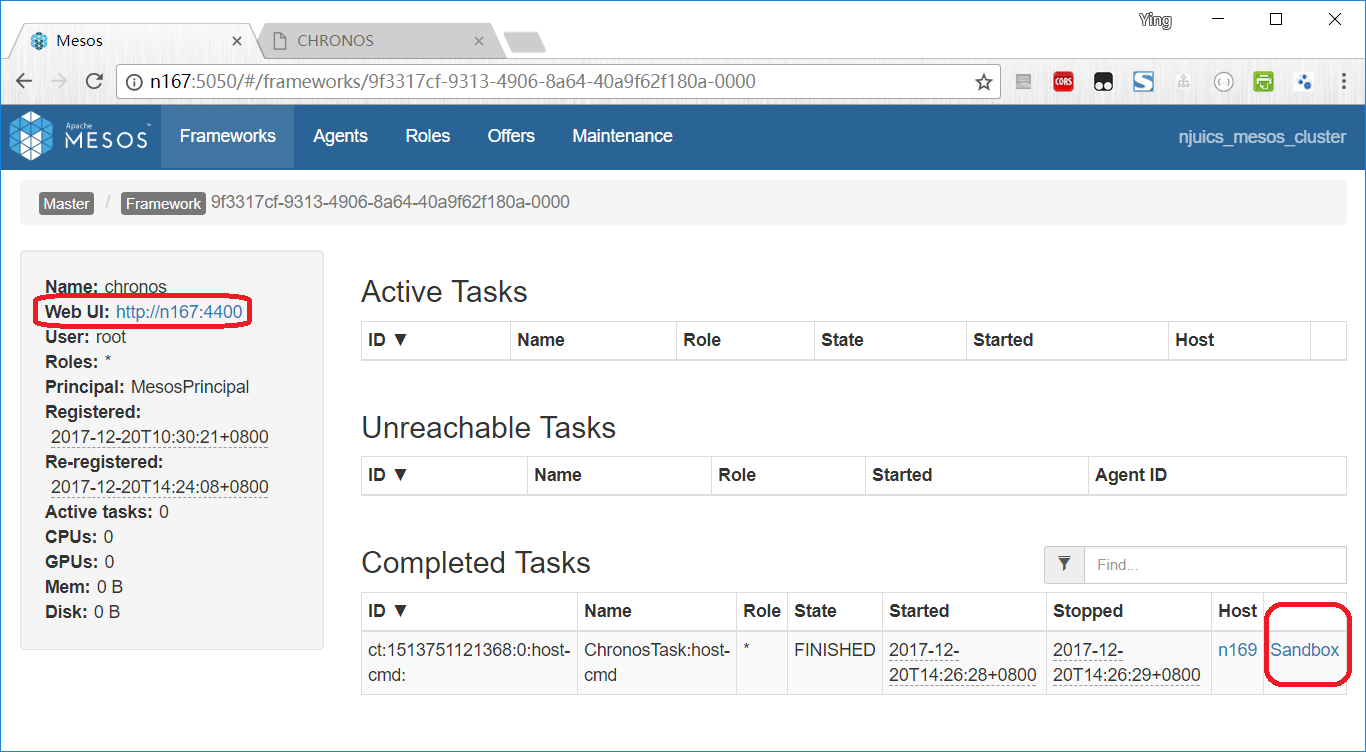 Ying
Mesos
CHRONOS
n167:5050/#/frameworks/9f3317cf-9313-4906-8a64-40a9f62f180a-0000
CORS
Apache
MESOS™
Frameworks
Agents
Roles
Offers
Maintenance
njuics_mesos_cluster
Master / Framework 9f3317cf-9313-4906-8a64-40a9f62f180a-0000
Name: chronos
Web UI: http://n167:4400
User: root
Roles: *
Principal: MesosPrincipal
Registered:
2017-12-20T10:30:21+0800
Re-registered:
2017-12-20T14:24:08+0800
Active tasks: 0
CPUs: 0
GPUs: 0
Mem: 0 B
Disk: 0 B
Active Tasks
ID ▼ Name Role State Started Host
Unreachable Tasks
ID ▼ Name Role Started Agent ID
Completed Tasks
Find...
ID ▼ Name Role State Started Stopped Host
ct:1513751121368:0:host- ChronosTask:host- * FINISHED 2017-12- 2017-12- n169 Sandbox
cmd: cmd 20T14:26:28+0800 20T14:26:29+0800